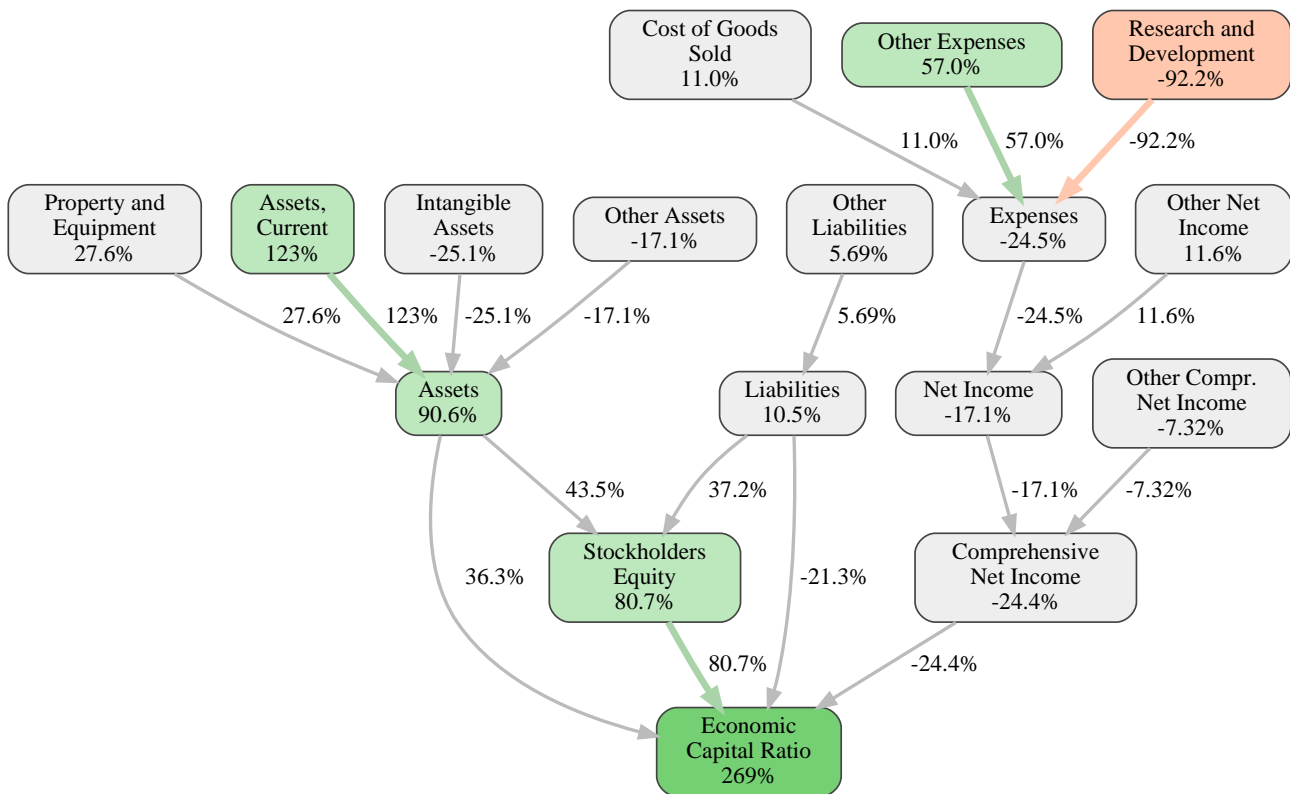 Cost of Goods
Sold
11.0%
Other Expenses
57.0%
Research and
Development
-92.2%
11.0%
57.0%
-92.2%
Property and
Equipment
27.6%
Assets,
Current
123%
Intangible
Assets
-25.1%
Other Assets
-17.1%
Other
Liabilities
5.69%
Expenses
-24.5%
Other Net
Income
11.6%
27.6%
123%
-25.1%
-17.1%
5.69%
-24.5%
11.6%
Assets
90.6%
Liabilities
10.5%
Net Income
-17.1%
Other Compr.
Net Income
-7.32%
43.5%
37.2%
-17.1%
-7.32%
36.3%
Stockholders
Equity
80.7%
-21.3%
Comprehensive
Net Income
-24.4%
80.7%
-24.4%
Economic
Capital Ratio
269%